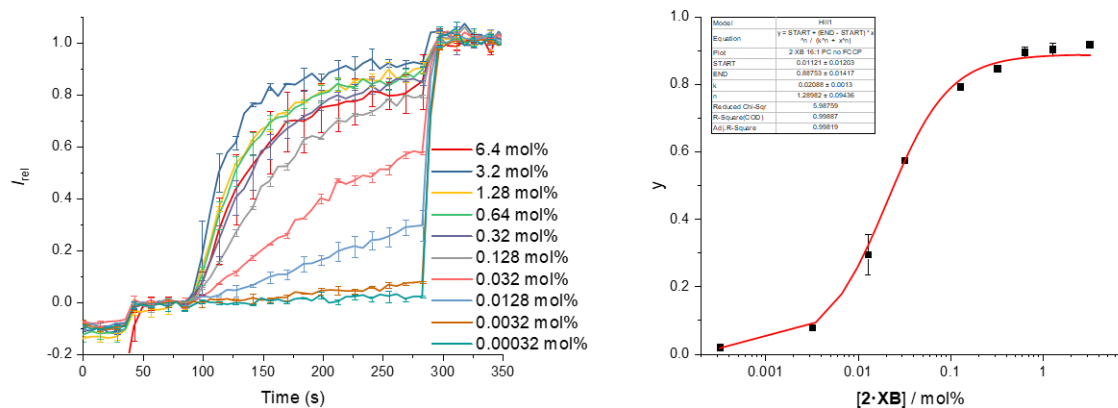 1.0
0.8
0.6
0.4
0.2
0.0
-0.2
I rel
0
50
100
150
200
250
300
350
Time (s)
6.4 mol%
3.2 mol%
1.28 mol%
0.64 mol%
0.32 mol%
0.128 mol%
0.032 mol%
0.0128 mol%
0.0032 mol%
0.00032 mol%
1.0
0.8
0.6
0.4
0.2
0.0
y
0.001
0.01
0.1
1
[2·XB] / mol%
Model Hill1
Equation y = START + (END - START) * x
^n / (k^n + x^n)
Plot 2 XB 16:1 PC no FCCP
START 0.01121 ± 0.01203
END 0.88753 ± 0.01417
k 0.02088 ± 0.0013
n 1.28982 ± 0.09436
Reduced Chi-Sqr 5.98759
R-Square(COD) 0.99887
Adj.R-Square 0.99819